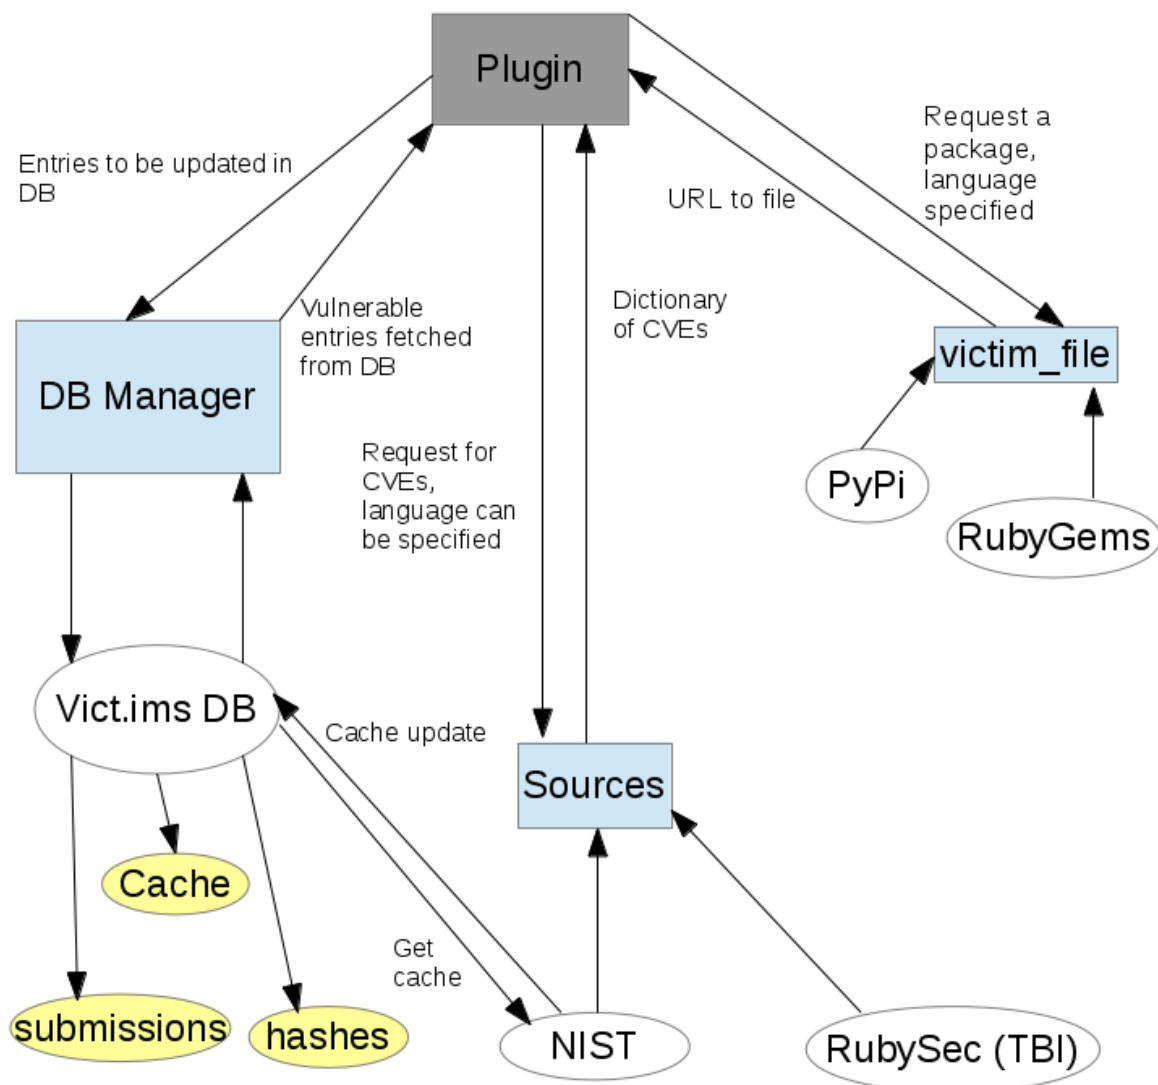 Plugin
Request a
package,
language
specified
Entries to be updated in
DB
URL to file
Vulnerable
entries fetched
from DB
Dictionary
of CVEs
victim_file
DB Manager
Request for
CVEs,
language can
be specified
PyPi
RubyGems
Vict.ims DB
Cache update
Sources
Cache
Get
cache
submissions
hashes
NIST
RubySec (TBI)